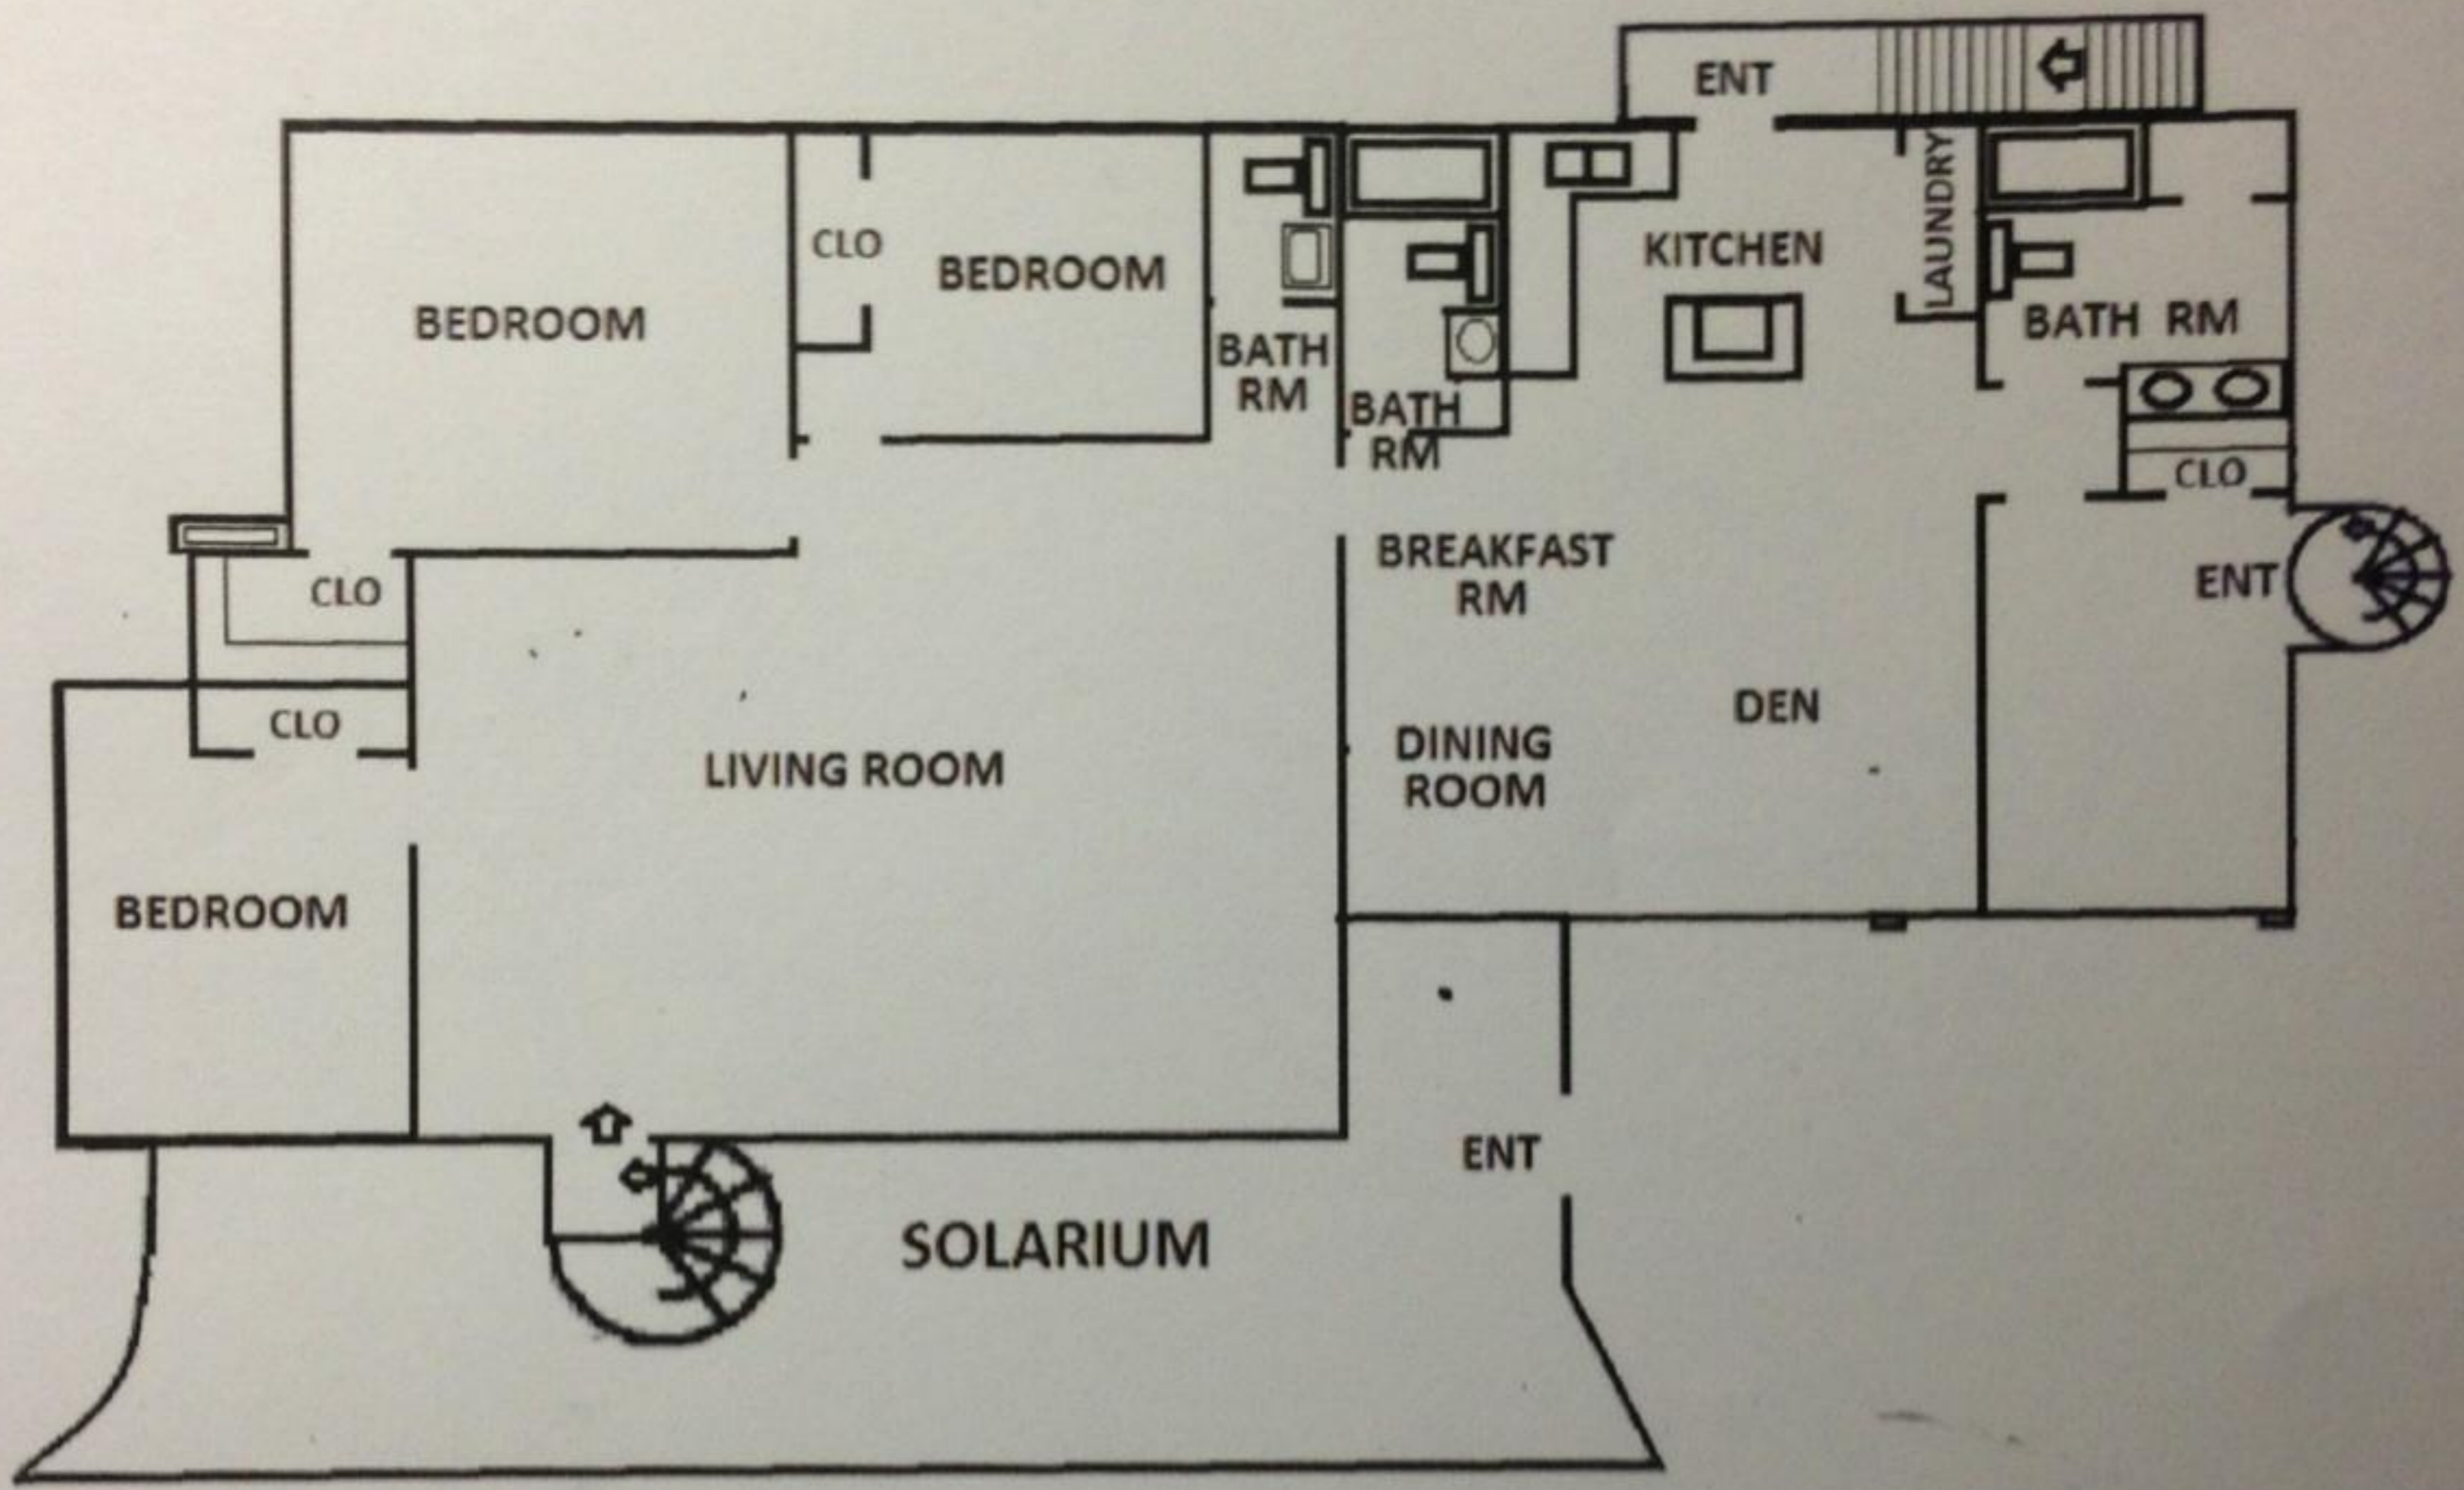 ENT
LAUNDRY
CLO
BEDROOM
KITCHEN
BEDROOM
BATH RM
BATH
RM
BATH
RM
CLO
BREAKFAST
RM
ENT
CLO
CLO
DEN
DINING
ROOM
LIVING ROOM
BEDROOM
ENT
SOLARIUM